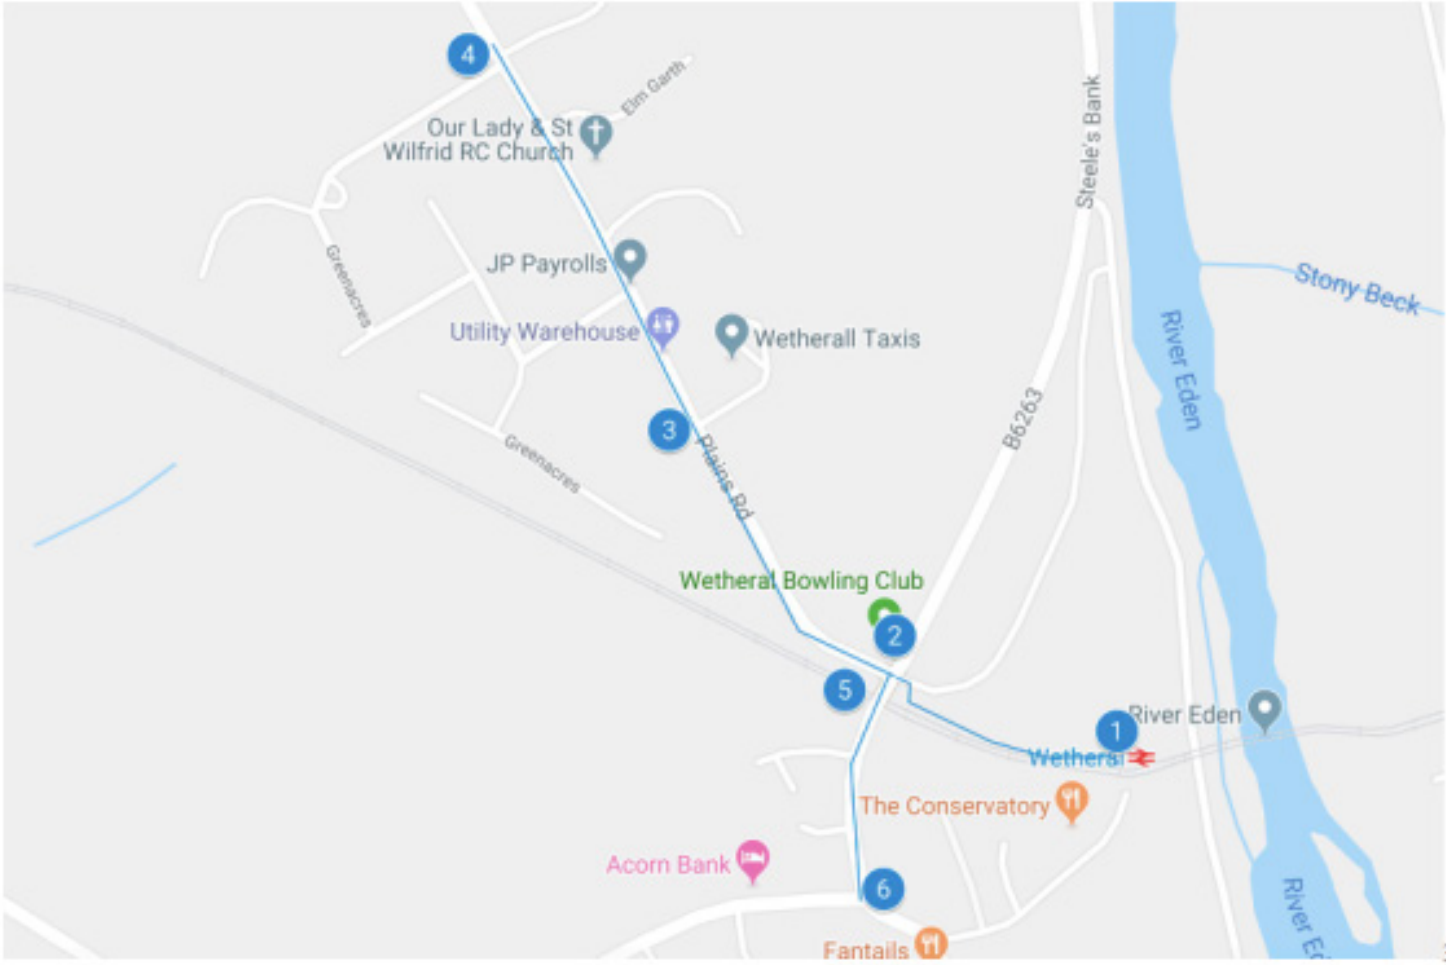 4
Elm Garth
Our Lady & St
Wilfrid RC Church
Steele's Bank
Greenacres
JP Payrolls
Stony Beck
Utility Warehouse
Wetherall Taxis
River Eden
B6263
3
Plains Rd
Greenacres
Wetheral Bowling Club
2
5
1
River Eden
Wetheral
The Conservatory
Acorn Bank
6
River Ed
Fantails